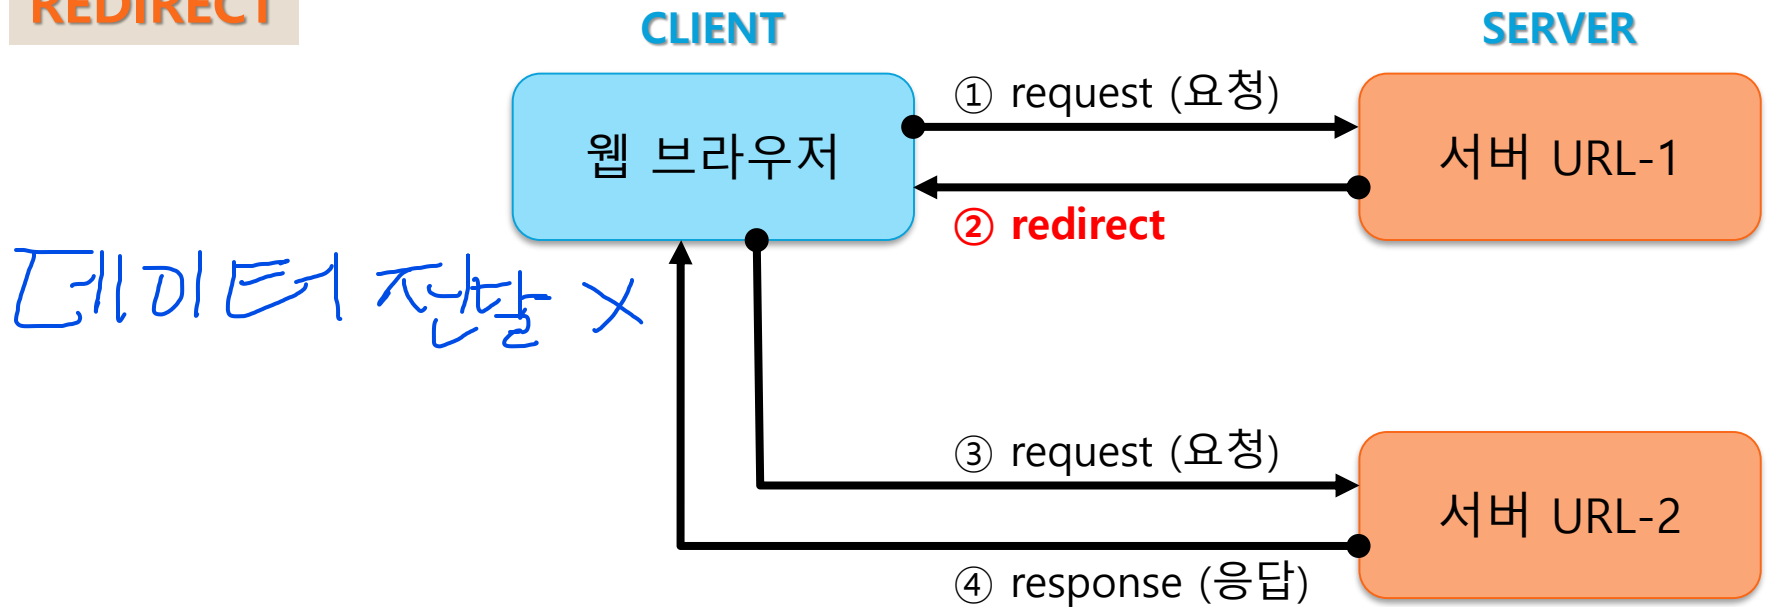 REDIRECT
CLIENT
SERVER
① request (요청)
웹 브라우저
서버 URL-1
② redirect
데이터 전달 X
③ request (요청)
서버 URL-2
④ response (응답)